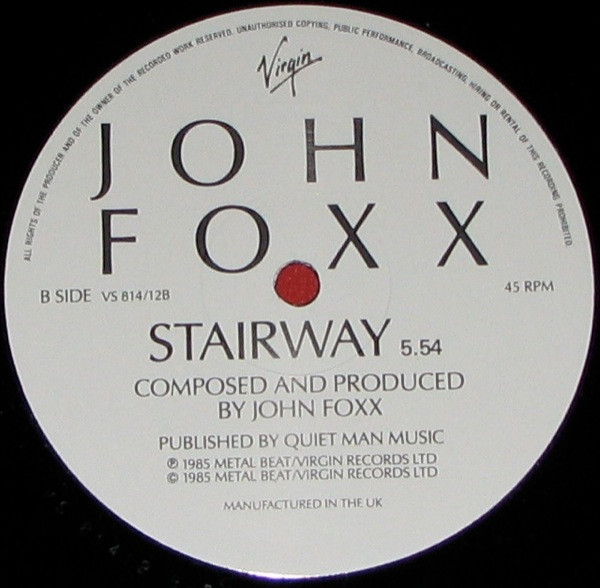 ALL RIGHTS OF THE PRODUCER AND OF THE OWNER OF THE RECORDED WORK RESERVED. UNAUTHORISED COPYING, PUBLIC PERFORMANCE, BROADCASTING, HIRING OR RENTAL OF THIS RECORDING PROHIBITED.
Virgin
JOHN
FOXX
B SIDE VS 814/12B
45 RPM
STAIRWAY 5.54
COMPOSED AND PRODUCED
BY JOHN FOXX
PUBLISHED BY QUIET MAN MUSIC
℗ 1985 METAL BEAT/VIRGIN RECORDS LTD
© 1985 METAL BEAT/VIRGIN RECORDS LTD
MANUFACTURED IN THE UK